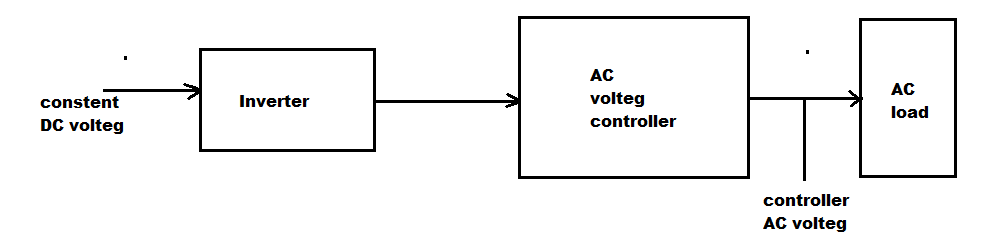 constent
DC volteg
Inverter
AC
volteg
controller
AC
load
controller
AC volteg